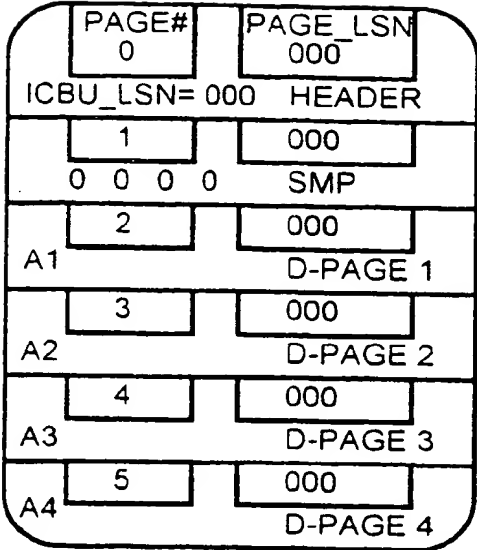 PAGE# PAGE_LSN
0 000
ICBU_LSN= 000 HEADER
1 000
0 0 0 0 SMP
2 000
A1 D-PAGE 1
3 000
A2 D-PAGE 2
4 000
A3 D-PAGE 3
5 000
A4 D-PAGE 4